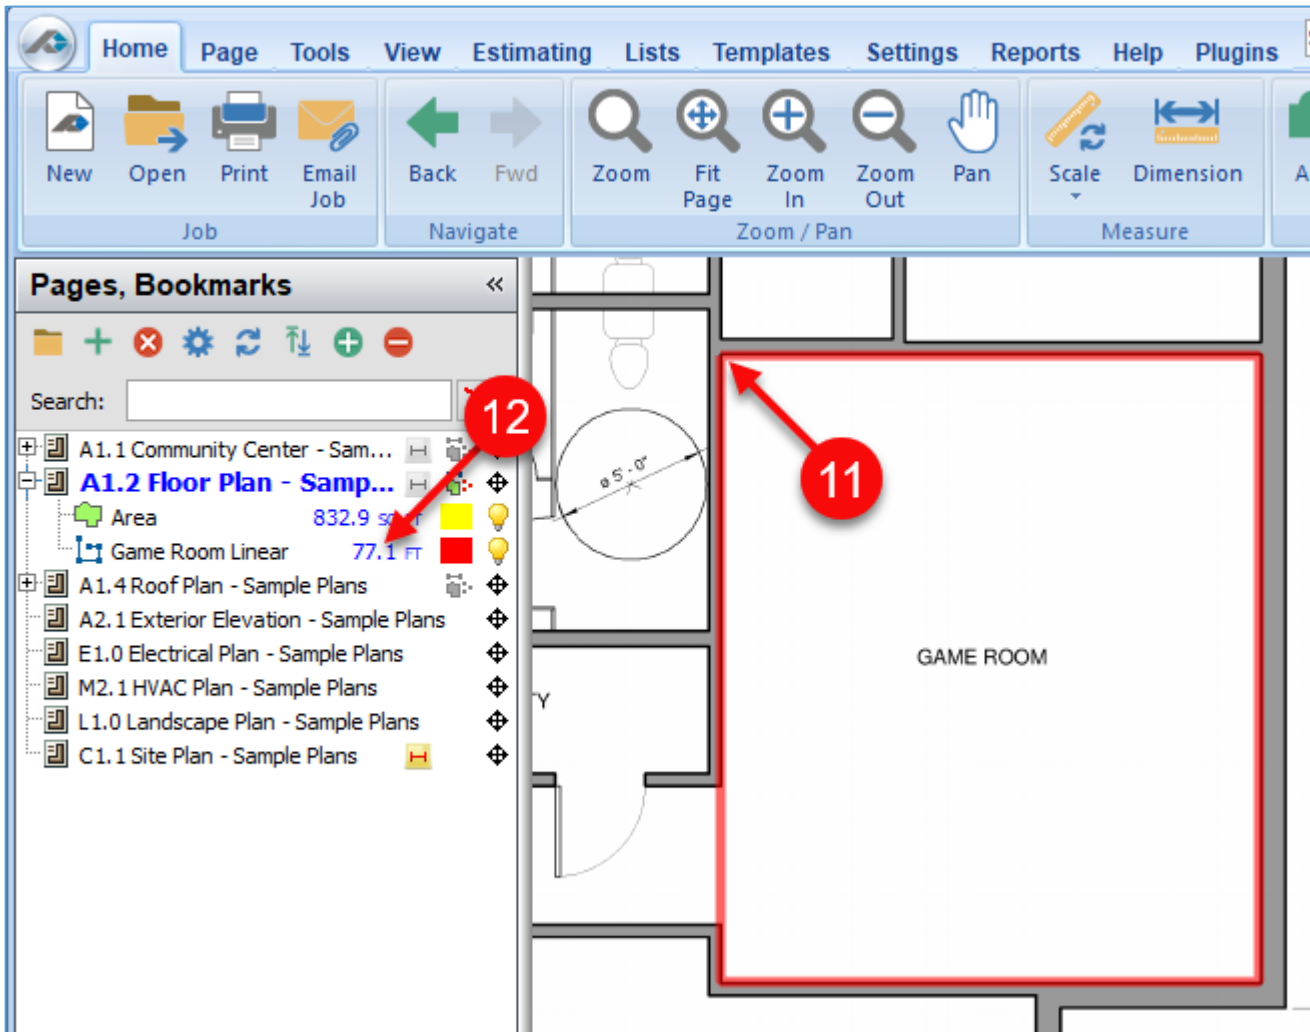 Home Page Tools View Estimating Lists Templates Settings Reports Help Plugins
New Open Print Email Job Back Fwd Zoom Fit Page Zoom In Zoom Out Pan Scale Dimension
Job Navigate Zoom / Pan Measure
Pages, Bookmarks
Search:
12
A1.1 Community Center - Sam...
A1.2 Floor Plan - Samp...
Area 832.9
Game Room Linear 77.1 FT
A1.4 Roof Plan - Sample Plans
A2.1 Exterior Elevation - Sample Plans
E1.0 Electrical Plan - Sample Plans
M2.1 HVAC Plan - Sample Plans
L1.0 Landscape Plan - Sample Plans
C1.1 Site Plan - Sample Plans
11
ø 5'-0"
GAME ROOM